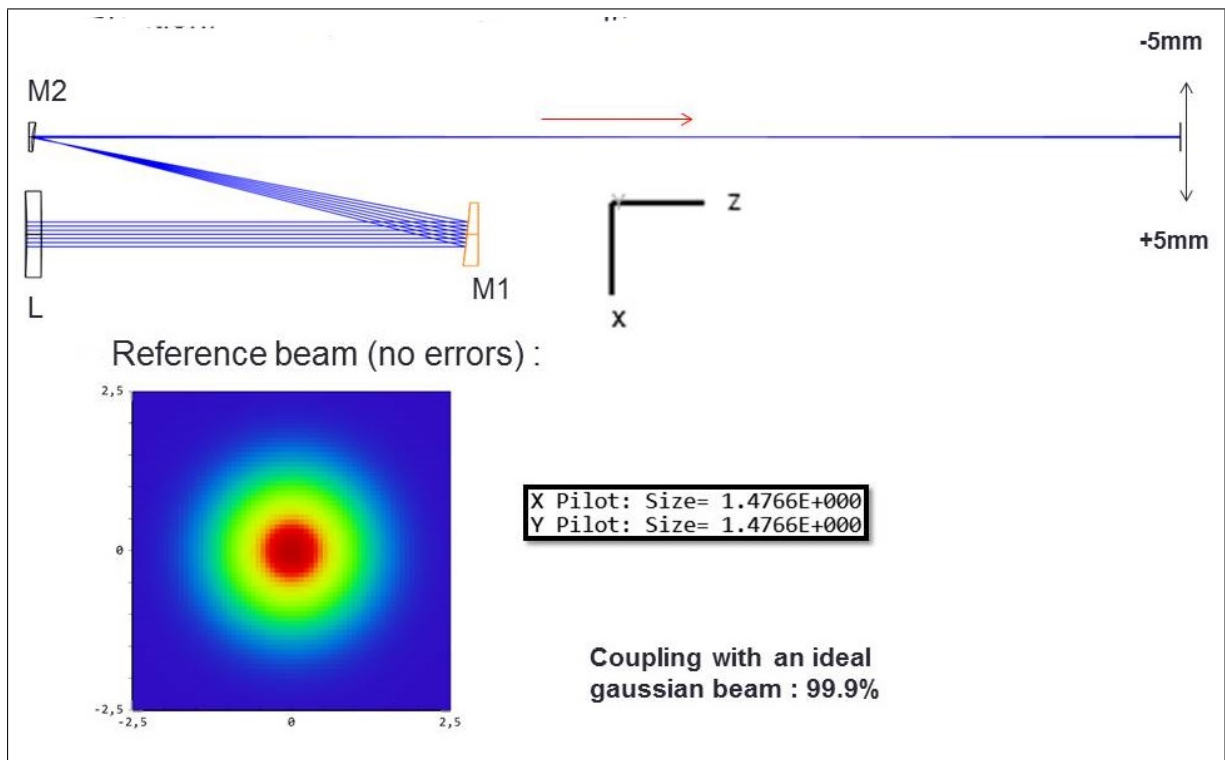 -5mm
M2
Y
Z
+5mm
M1
L
X
Reference beam (no errors) :
2,5
0
-2,5
-2,5
0
2,5
X Pilot: Size= 1.4766E+000
Y Pilot: Size= 1.4766E+000
Coupling with an ideal
gaussian beam : 99.9%